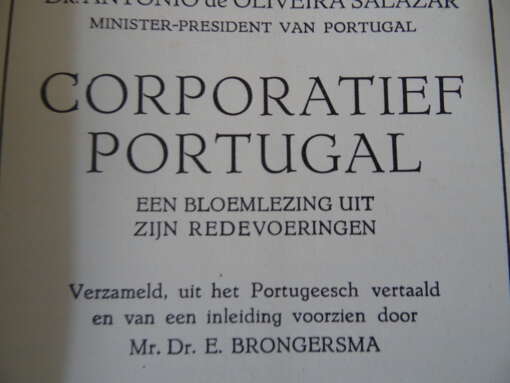 Dr. ANTONIO de OLIVEIRA SALAZAR
MINISTER-PRESIDENT VAN PORTUGAL
CORPORATIEF
PORTUGAL
EEN BLOEMLEZING UIT
ZIJN REDEVOERINGEN
Verzameld, uit het Portugeesch vertaald
en van een inleiding voorzien door
Mr. Dr. E. BRONGERSMA